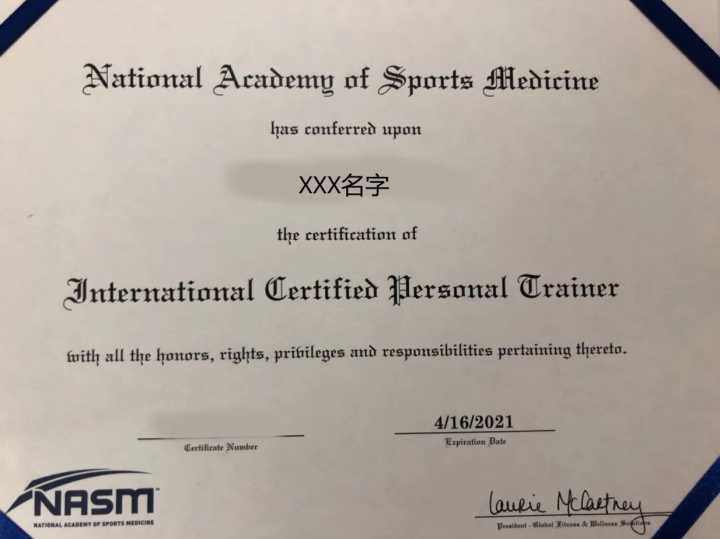 National Academy of Sports Medicine
has conferred upon
XXX名字
the certification of
International Certified Personal Trainer
with all the honors, rights, privileges and responsibilities pertaining thereto.
4/16/2021
Certificate Number
Expiration Date
NASM™
NATIONAL ACADEMY OF SPORTS MEDICINE
Laurie McCartney
President - Global Fitness & Wellness Solutions